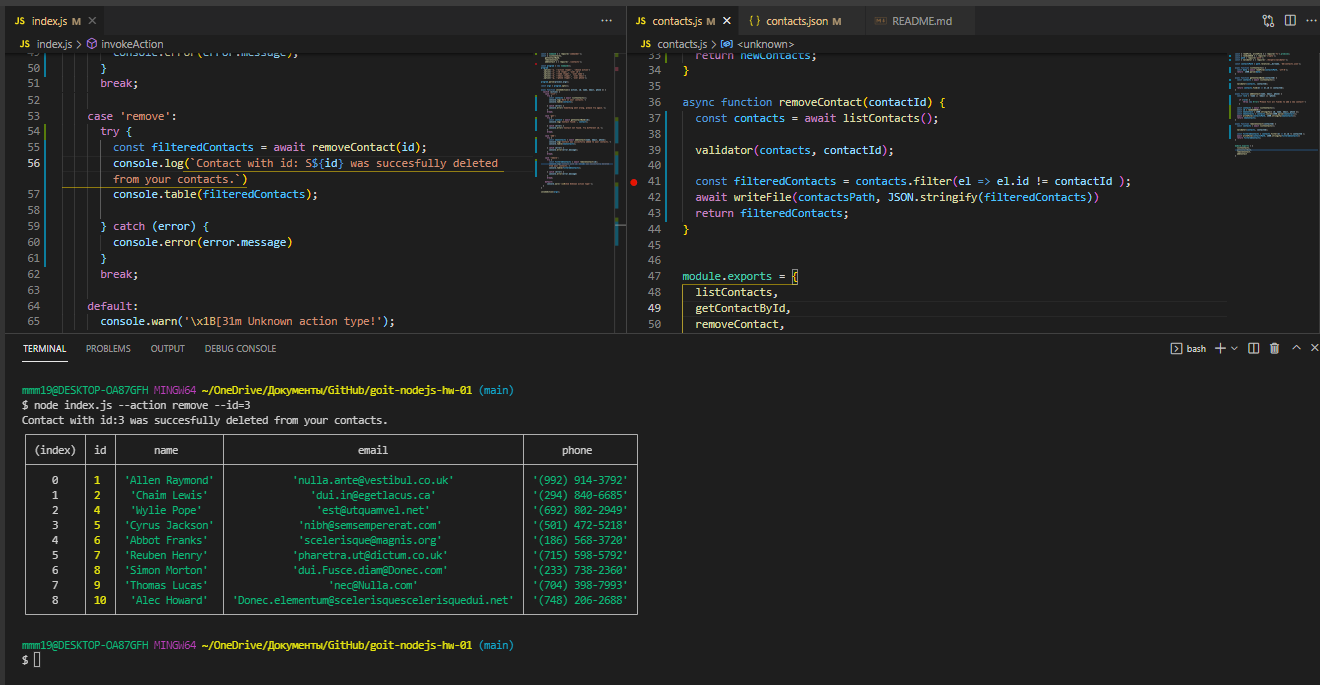 JS index.js M ×
JS index.js > invokeAction
49 console.error(error.message);
50 }
51 break;
52
53 case 'remove':
54 try {
55 const filteredContacts = await removeContact(id);
56 console.log(`Contact with id: S${id} was succesfully deleted
from your contacts.`)
57 console.table(filteredContacts);
58
59 } catch (error) {
60 console.error(error.message)
61 }
62 break;
63
64 default:
65 console.warn('\x1B[31m Unknown action type!');
JS contacts.js M × {} contacts.json M README.md
JS contacts.js > <unknown>
33 return newContacts;
34 }
35
36 async function removeContact(contactId) {
37 const contacts = await listContacts();
38
39 validator(contacts, contactId);
40
41 const filteredContacts = contacts.filter(el => el.id != contactId );
42 await writeFile(contactsPath, JSON.stringify(filteredContacts))
43 return filteredContacts;
44 }
45
46
47 module.exports = {
48 listContacts,
49 getContactById,
50 removeContact,
TERMINAL PROBLEMS OUTPUT DEBUG CONSOLE bash
mmm19@DESKTOP-OA87GFH MINGW64 ~/OneDrive/Документы/GitHub/goit-nodejs-hw-01 (main)
$ node index.js --action remove --id=3
Contact with id:3 was succesfully deleted from your contacts.
(index) id name email phone
0 1 'Allen Raymond' 'nulla.ante@vestibul.co.uk' '(992) 914-3792'
1 2 'Chaim Lewis' 'dui.in@egetlacus.ca' '(294) 840-6685'
2 4 'Wylie Pope' 'est@utquamvel.net' '(692) 802-2949'
3 5 'Cyrus Jackson' 'nibh@semsempererat.com' '(501) 472-5218'
4 6 'Abbot Franks' 'scelerisque@magnis.org' '(186) 568-3720'
5 7 'Reuben Henry' 'pharetra.ut@dictum.co.uk' '(715) 598-5792'
6 8 'Simon Morton' 'dui.Fusce.diam@Donec.com' '(233) 738-2360'
7 9 'Thomas Lucas' 'nec@Nulla.com' '(704) 398-7993'
8 10 'Alec Howard' 'Donec.elementum@scelerisquescelerisquedui.net' '(748) 206-2688'
mmm19@DESKTOP-OA87GFH MINGW64 ~/OneDrive/Документы/GitHub/goit-nodejs-hw-01 (main)
$